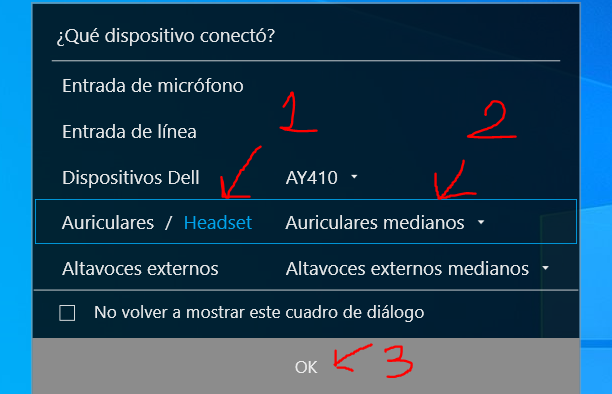 ¿Qué dispositivo conectó?
Entrada de micrófono
1
2
Entrada de línea
Dispositivos Dell AY410
Auriculares / Headset Auriculares medianos
Altavoces externos Altavoces externos medianos
No volver a mostrar este cuadro de diálogo
OK 3